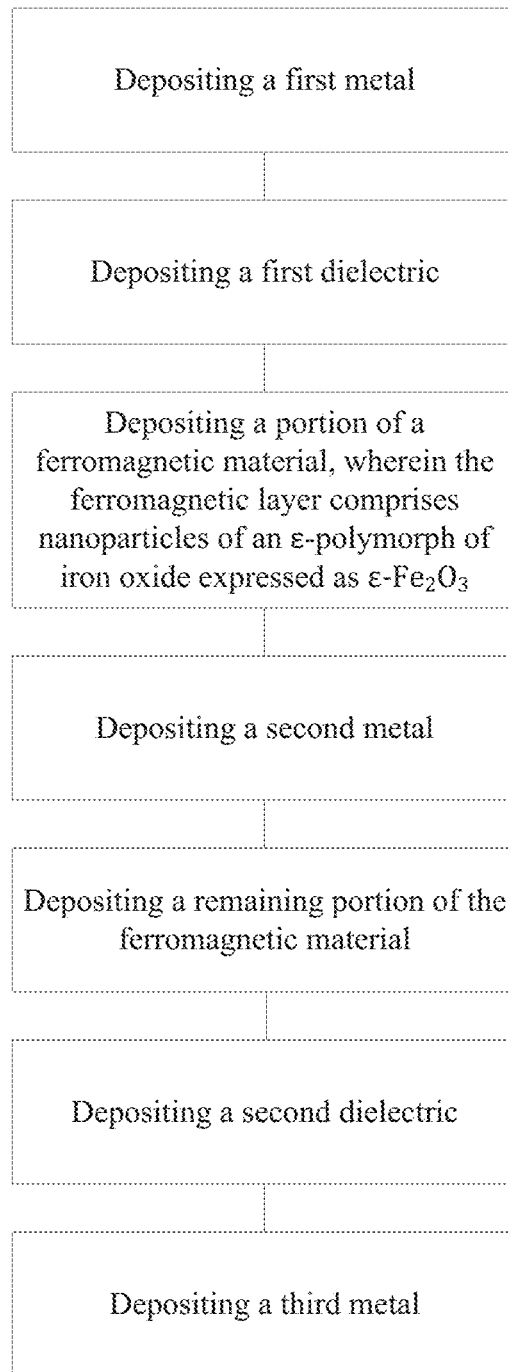 Depositing a first metal
Depositing a first dielectric
Depositing a portion of a
ferromagnetic material, wherein the
ferromagnetic layer comprises
nanoparticles of an ε-polymorph of
iron oxide expressed as ε-Fe₂O₃
Depositing a second metal
Depositing a remaining portion of the
ferromagnetic material
Depositing a second dielectric
Depositing a third metal